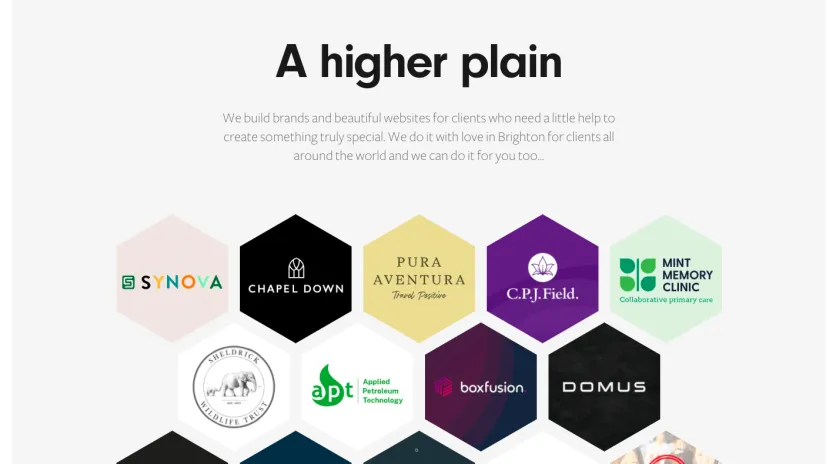 A higher plain
We build brands and beautiful websites for clients who need a little help to
create something truly special. We do it with love in Brighton for clients all
around the world and we can do it for you too...
SYNOVA
CHAPEL DOWN
PURA
AVENTURA
Travel Positive
C.P.J. Field.
MINT
MEMORY
CLINIC
Collaborative primary care
SHELDRICK
WILDLIFE TRUST
apt
Applied
Petroleum
Technology
boxfusion
DOMUS